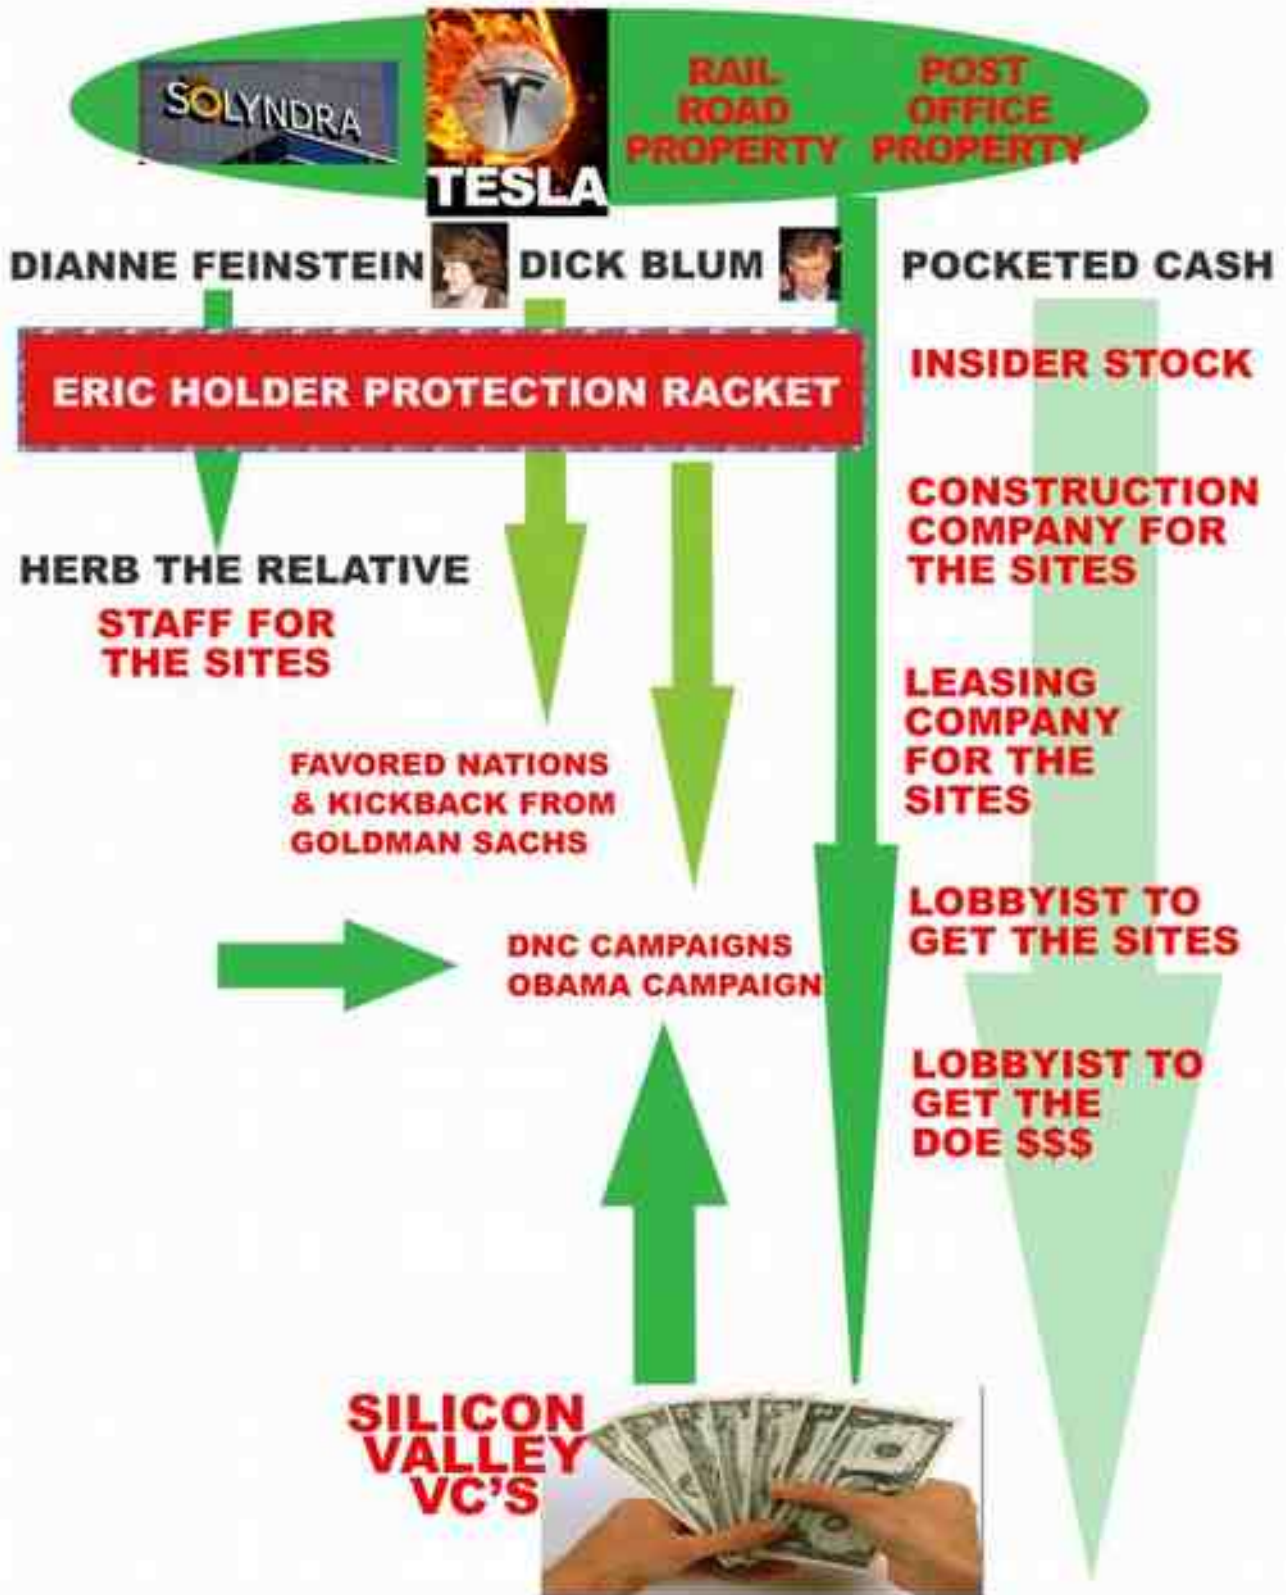 SOLYNDRA
TESLA
RAIL
ROAD
PROPERTY
POST
OFFICE
PROPERTY
DIANNE FEINSTEIN
DICK BLUM
POCKETED CASH
ERIC HOLDER PROTECTION RACKET
INSIDER STOCK
CONSTRUCTION
COMPANY FOR
THE SITES
HERB THE RELATIVE
STAFF FOR
THE SITES
LEASING
COMPANY
FOR THE
SITES
FAVORED NATIONS
& KICKBACK FROM
GOLDMAN SACHS
LOBBYIST TO
GET THE SITES
DNC CAMPAIGNS
OBAMA CAMPAIGN
LOBBYIST TO
GET THE
DOE $$$
SILICON
VALLEY
VC'S